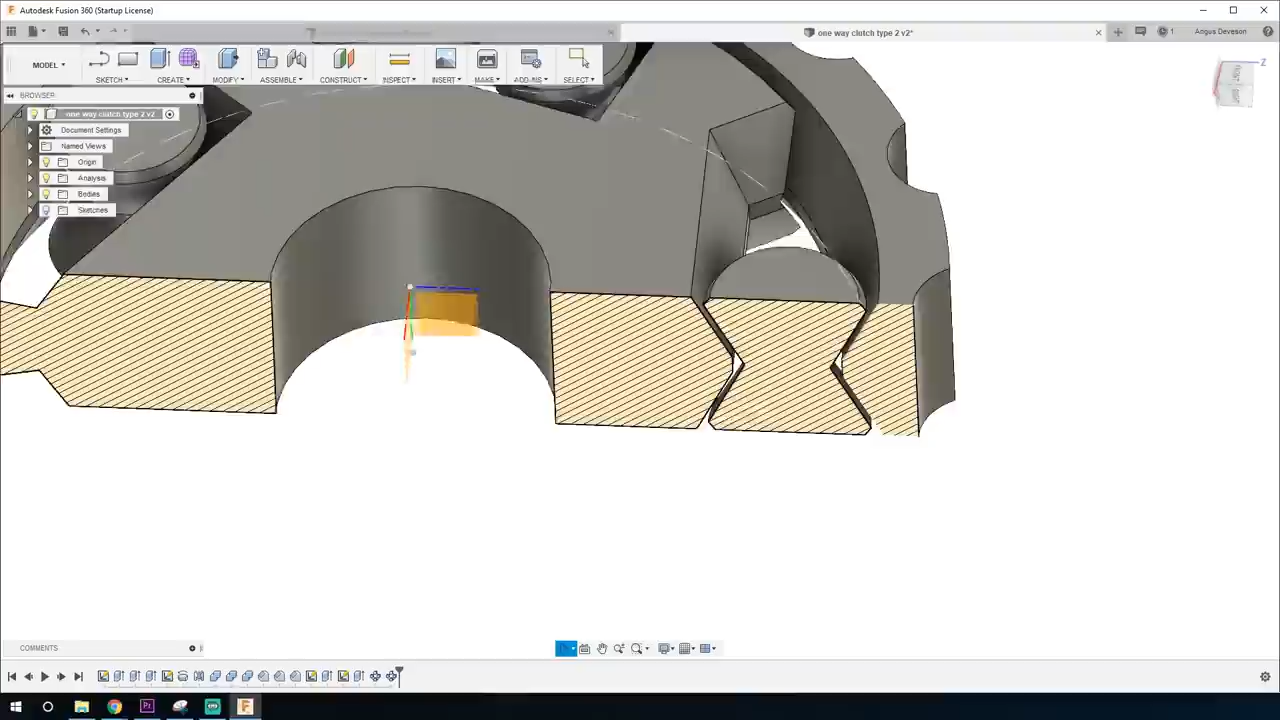 Autodesk Fusion 360 (Startup License)
one way clutch type 2 v2*
1
Angus Deveson
MODEL
SKETCH
CREATE
MODIFY
ASSEMBLE
CONSTRUCT
INSPECT
INSERT
MAKE
ADD-INS
SELECT
BROWSER
one way clutch type 2 v2
Document Settings
Named Views
Origin
Analysis
Bodies
Sketches
Z
COMMENTS